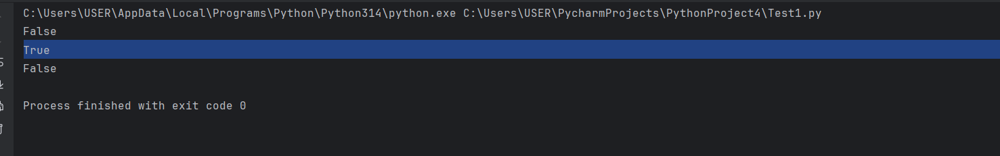 C:\Users\USER\AppData\Local\Programs\Python\Python314\python.exe C:\Users\USER\PycharmProjects\PythonProject4\Test1.py
False
True
False
Process finished with exit code 0